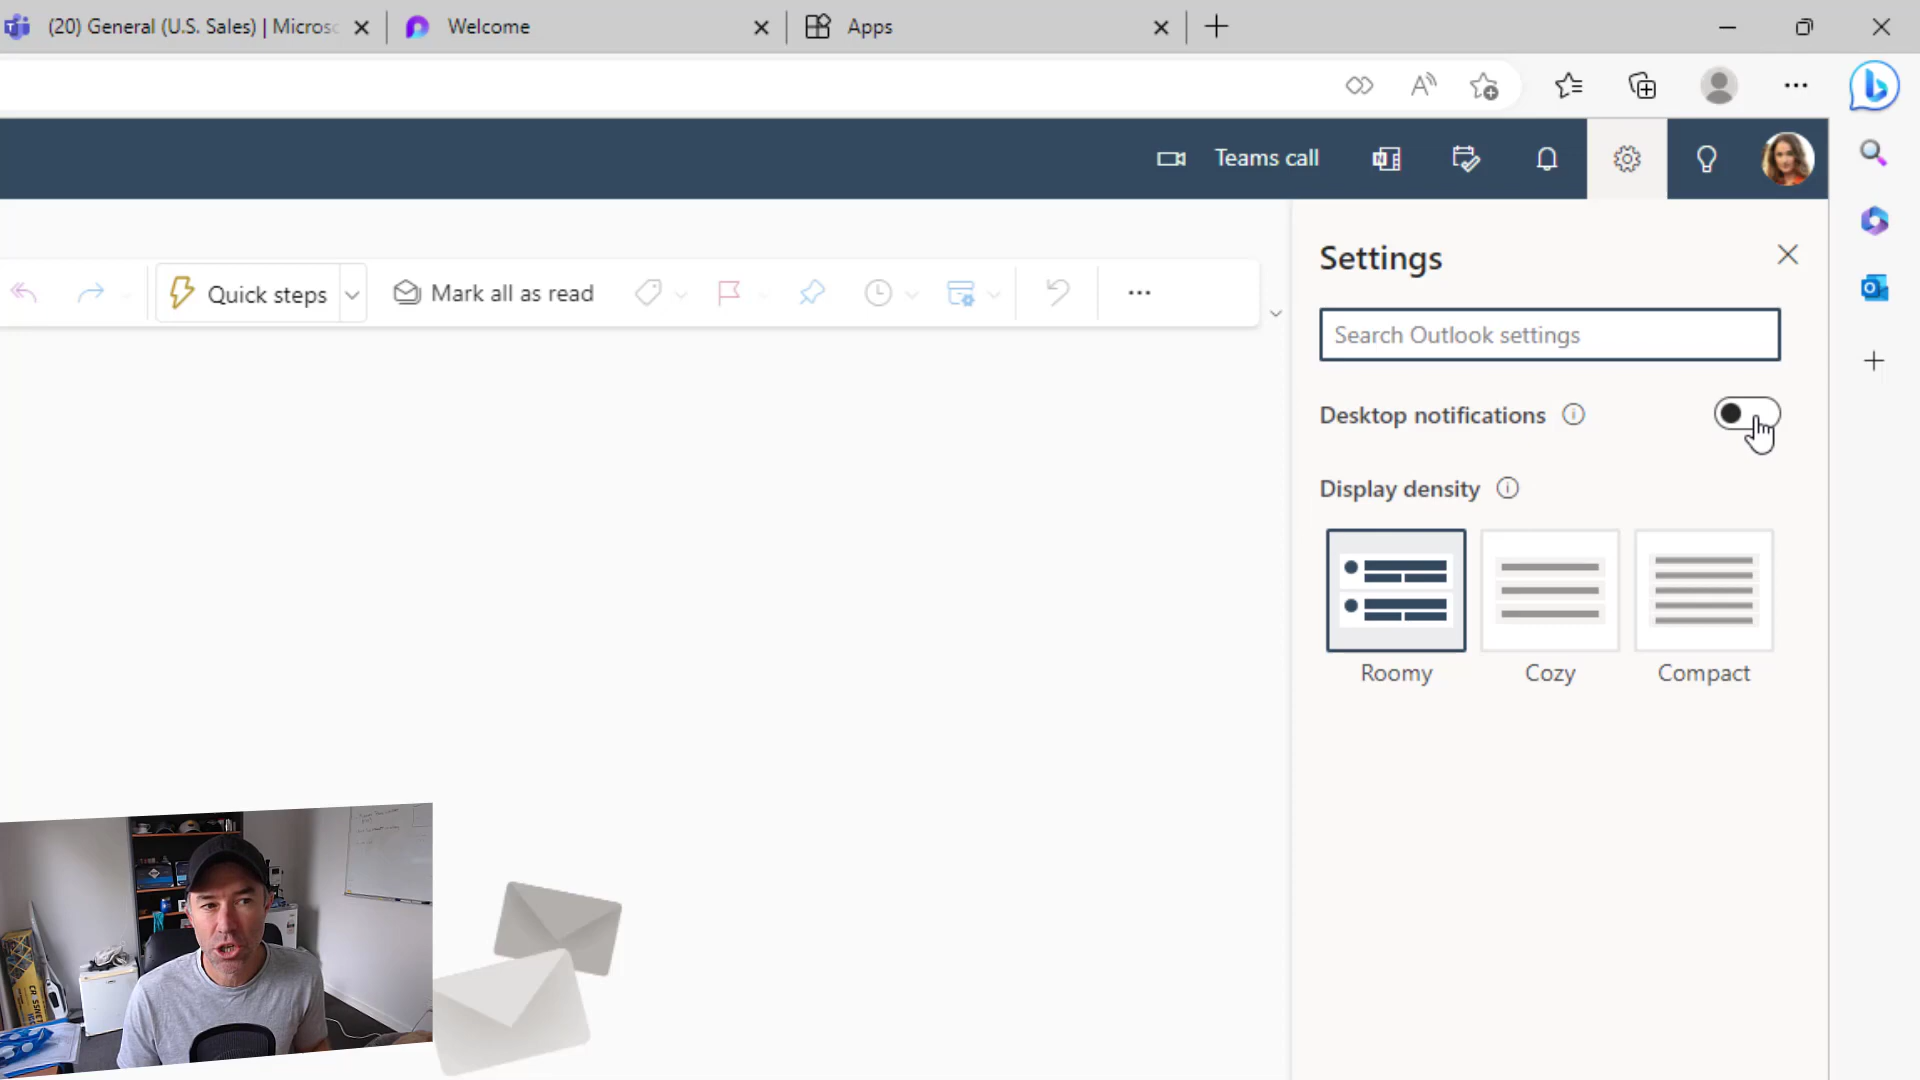 (20) General (U.S. Sales) | Microsc
Welcome
Apps
Teams call
Quick steps
Mark all as read
Settings
Search Outlook settings
Desktop notifications
Display density
Roomy
Cozy
Compact